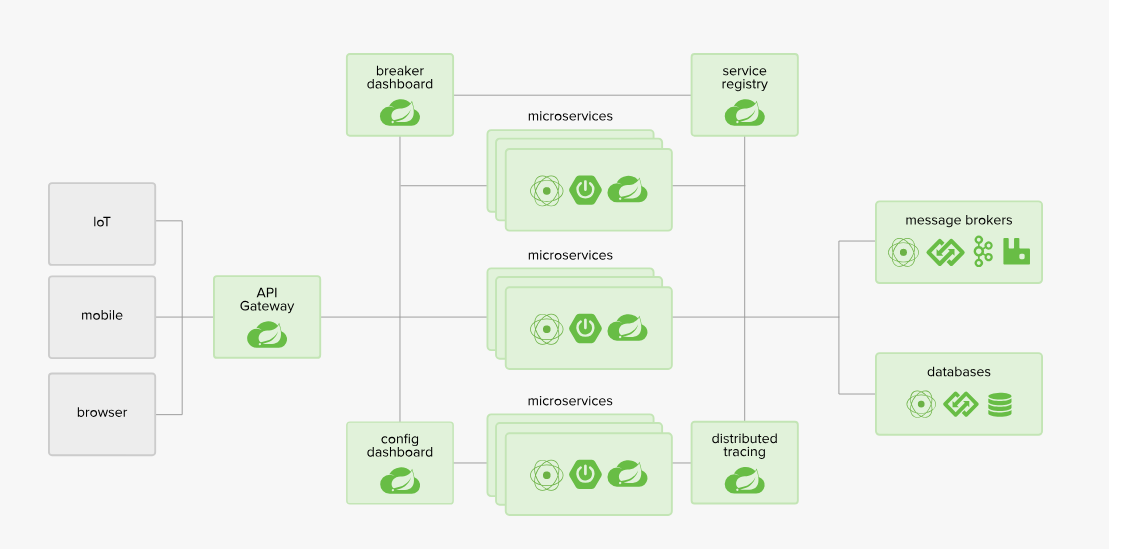 breaker
dashboard
service
registry
microservices
IoT
mobile
browser
API
Gateway
microservices
message brokers
databases
microservices
config
dashboard
distributed
tracing